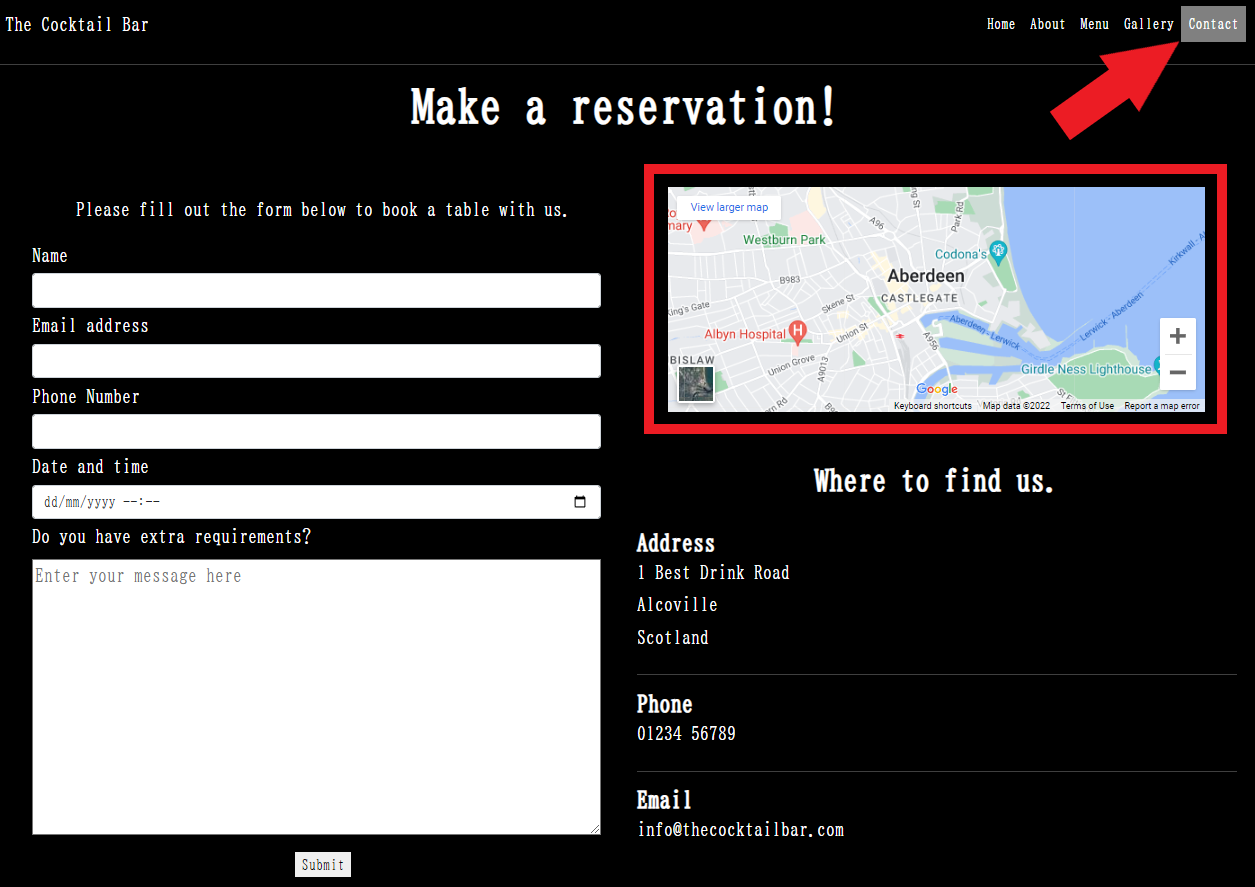 The Cocktail Bar
Home About Menu Gallery Contact
Make a reservation!
Please fill out the form below to book a table with us.
Name
Email address
Phone Number
Date and time
dd/mm/yyyy --:--
Do you have extra requirements?
Enter your message here
Submit
View larger map
mary
Westburn Park
A96
Park Rd
Codona's
Kirkwall - A
B983
Aberdeen
CASTLEGATE
King's Gate
Skene St
Albyn Hospital
H
Union St
Aberdeen - Lerwick
Lerwick - Aberdeen
A956
BISLAW
Union Grove
A9013
Girdle Ness Lighthouse
Google
Keyboard shortcuts Map data ©2022 Terms of Use Report a map error
Where to find us.
Address
1 Best Drink Road
Alcoville
Scotland
Phone
01234 56789
Email
info@thecocktailbar.com